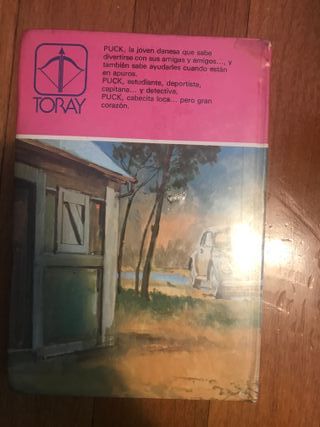 PUCK, la joven danesa que sabe
divertirse con sus amigas y amigos..., y
también sabe ayudarles cuando están
en apuros.
PUCK, estudiante, deportista,
capitana... y detective.
PUCK, cabecita loca... pero gran
corazón.
TORAY